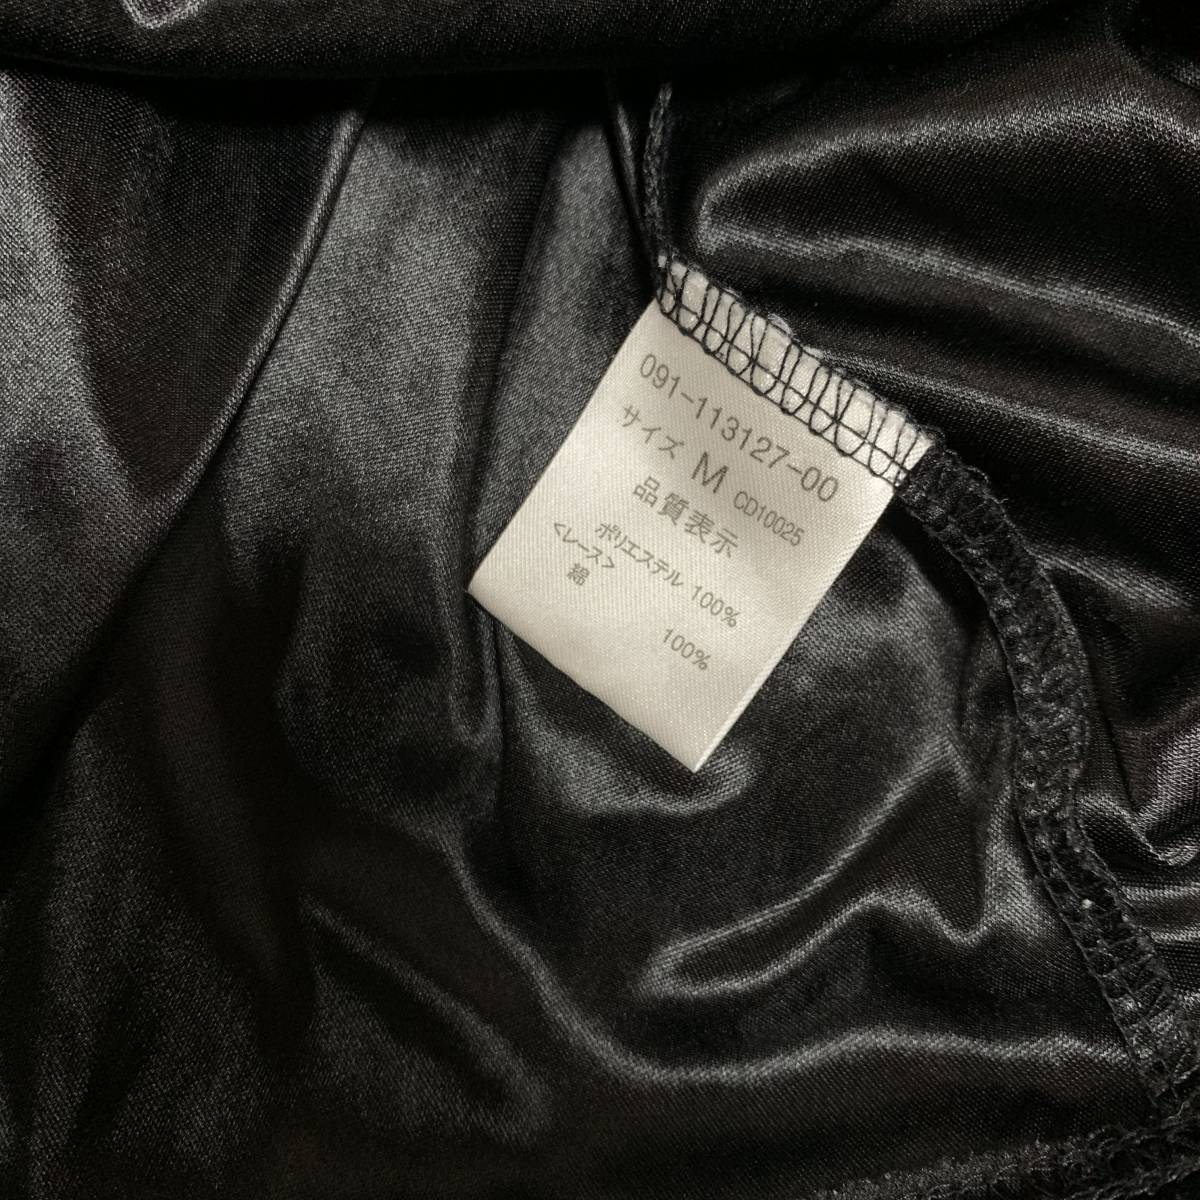 091-113127-00
サイズ M CD10025
品質表示
ポリエステル 100%
<レース>
綿 100%